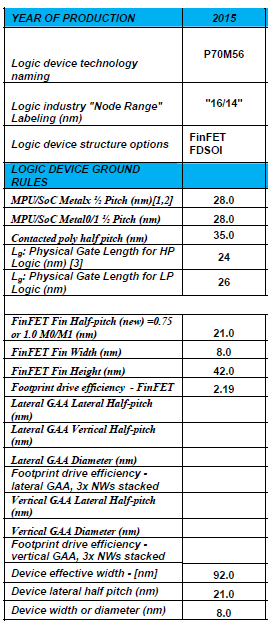 YEAR OF PRODUCTION 2015
P70M56
Logic device technology
naming
"16/14"
Logic industry "Node Range"
Labeling (nm)
Logic device structure options
FinFET
FDSOI
LOGIC DEVICE GROUND
RULES
MPU/SoC Metalx ½ Pitch (nm)[1,2] 28.0
MPU/SoC Metal0/1 ½ Pitch (nm) 28.0
Contacted poly half pitch (nm) 35.0
Lg: Physical Gate Length for HP
Logic (nm) [3] 24
Lg: Physical Gate Length for LP
Logic (nm) 26
FinFET Fin Half-pitch (new) =0.75
or 1.0 M0/M1 (nm) 21.0
FinFET Fin Width (nm) 8.0
FinFET Fin Height (nm) 42.0
Footprint drive efficiency - FinFET 2.19
Lateral GAA Lateral Half-pitch
(nm)
Lateral GAA Vertical Half-pitch
(nm)
Lateral GAA Diameter (nm)
Footprint drive efficiency -
lateral GAA, 3x NWs stacked
Vertical GAA Lateral Half-pitch
(nm)
Vertical GAA Diameter (nm)
Footprint drive efficiency -
vertical GAA, 3x NWs stacked
Device effective width - [nm] 92.0
Device lateral half pitch (nm) 21.0
Device width or diameter (nm) 8.0